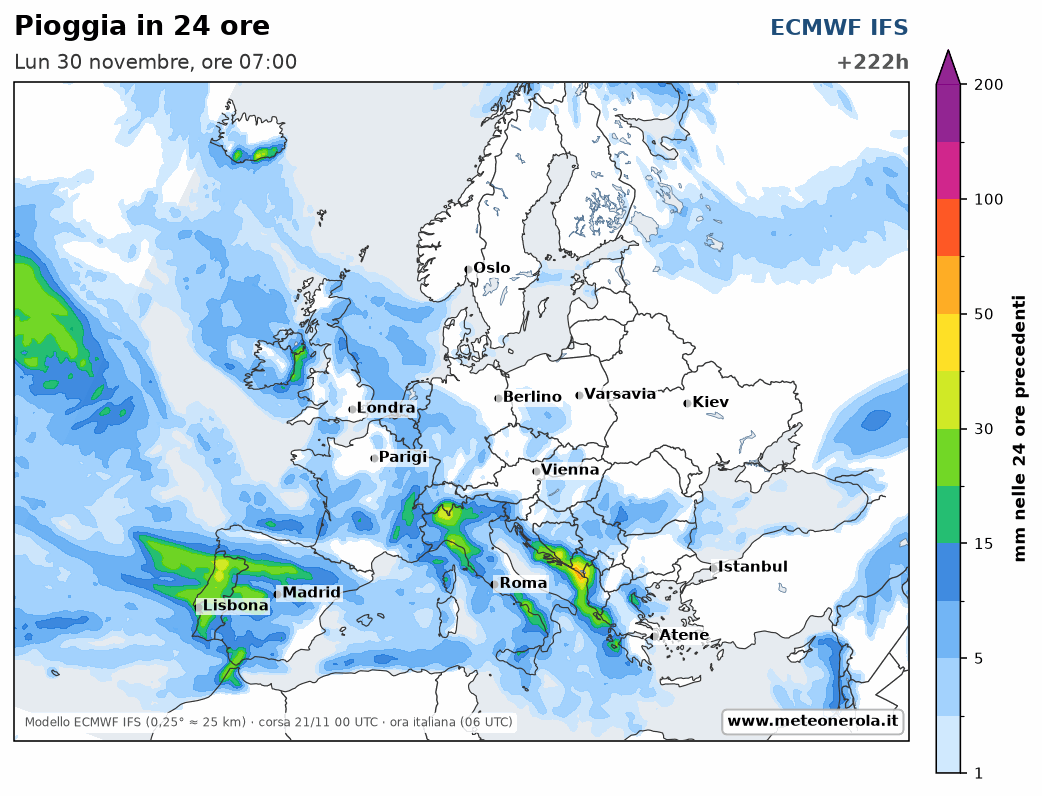 Pioggia in 24 ore
ECMWF IFS
Lun 30 novembre, ore 07:00
+222h
200
100
50
30
15
5
1
mm nelle 24 ore precedenti
Oslo
Berlino
Varsavia
Kiev
Londra
Parigi
Vienna
Istanbul
Roma
Madrid
Lisbona
Atene
Modello ECMWF IFS (0,25° ≈ 25 km) · corsa 21/11 00 UTC · ora italiana (06 UTC)
www.meteonerola.it